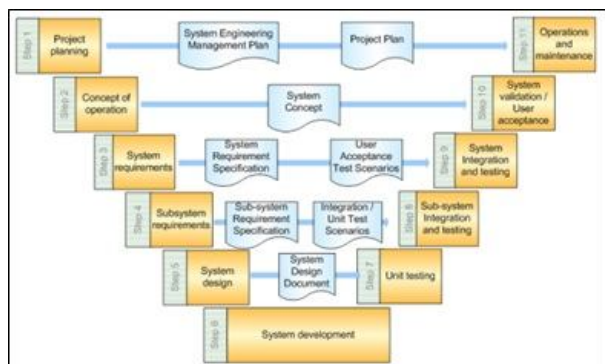 Step 1
Project
planning
System Engineering
Management Plan
Project Plan
Step 11
Operations and
maintenance
Step 2
Concept of
operation
System
Concept
Step 10
System
validation /
User
acceptance
Step 3
System
requirements
System
Requirement
Specification
User
Acceptance
Test Scenarios
Step 9
System
Integration
and testing
Step 4
Subsystem
requirements
Sub-system
Requirement
Specification
Integration /
Unit Test
Scenarios
Step 8
Sub-system
Integration
and testing
Step 5
System
design
System
Design
Document
Step 7
Unit testing
Step 6
System development